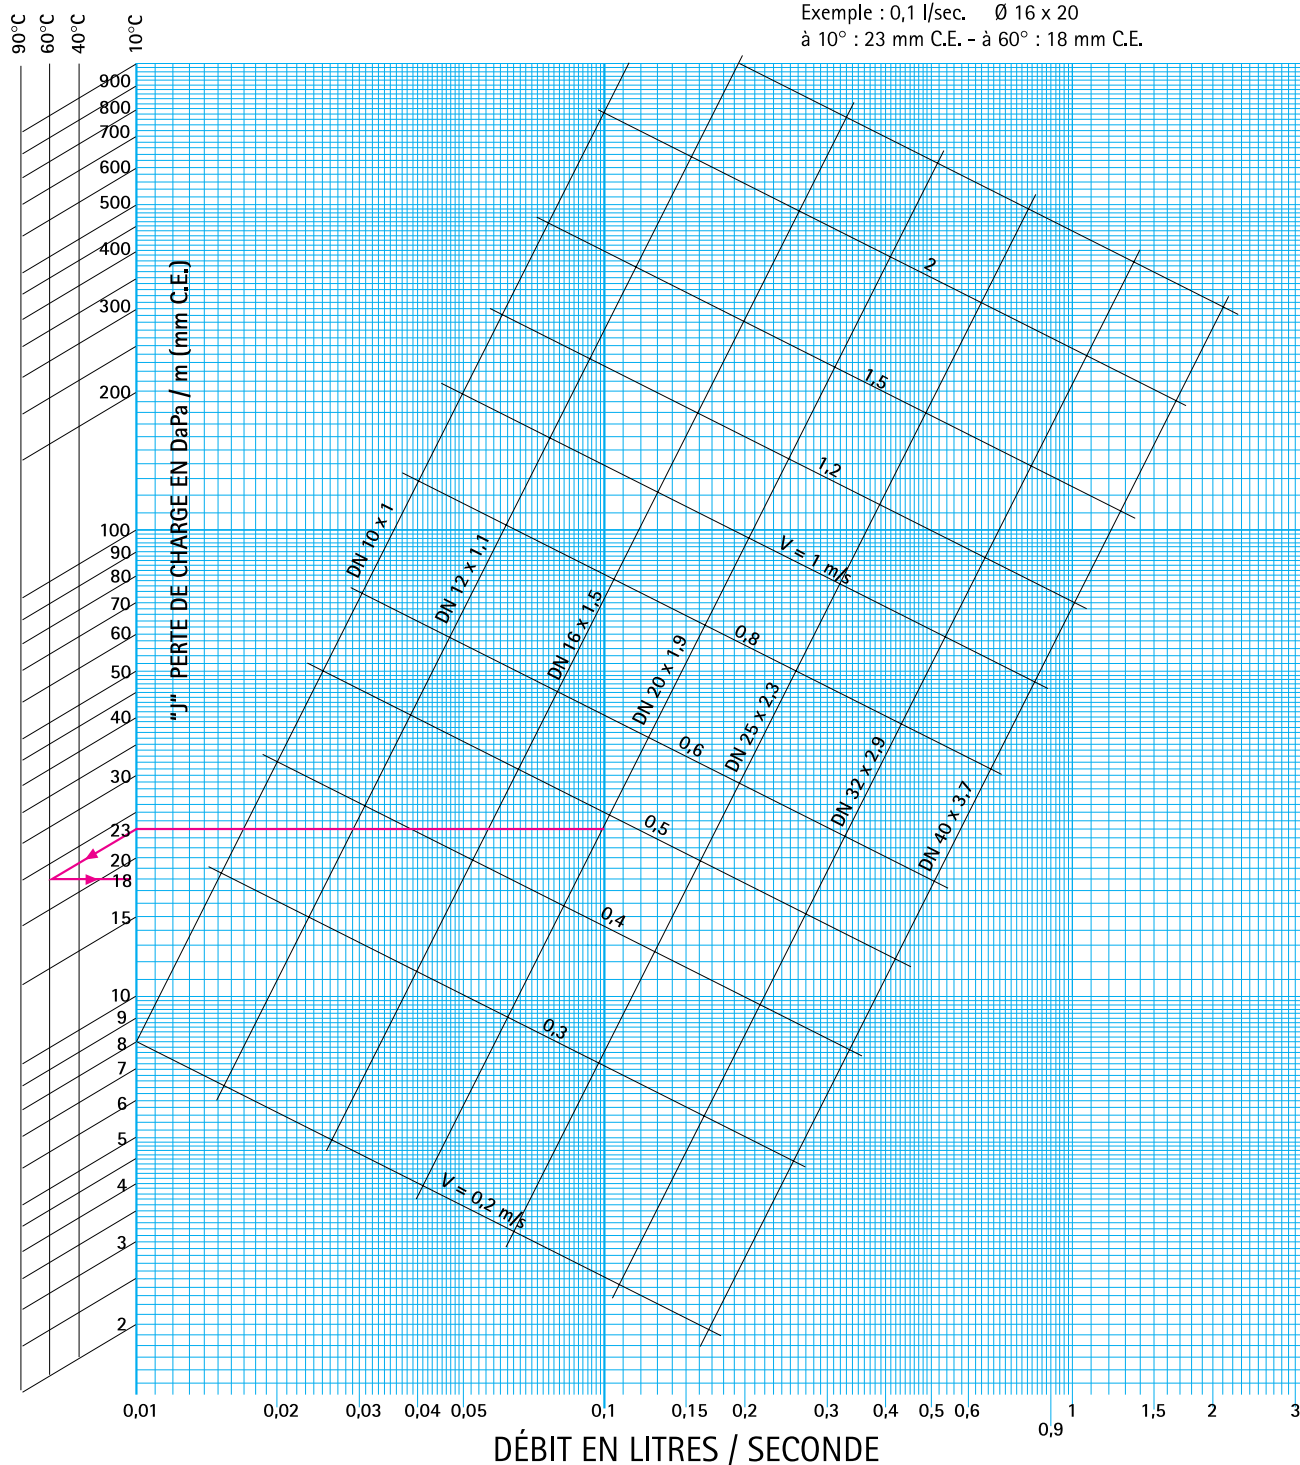 Exemple : 0,1 l/sec. Ø 16 x 20
à 10° : 23 mm C.E. - à 60° : 18 mm C.E.
90°C
60°C
40°C
10°C
900
800
700
600
500
400
300
200
100
90
80
70
60
50
40
30
23
20
18
15
10
9
8
7
6
5
4
3
2
"J" PERTE DE CHARGE EN DaPa / m (mm C.E.)
2
1,5
1,2
V = 1 m/s
0,8
0,6
0,5
0,4
0,3
V = 0,2 m/s
DN 10 x 1
DN 12 x 1,1
DN 16 x 1,5
DN 20 x 1,9
DN 25 x 2,3
DN 32 x 2,9
DN 40 x 3,7
0,01 0,02 0,03 0,04 0,05 0,1 0,15 0,2 0,3 0,4 0,5 0,6 1 1,5 2 3
0,9
DÉBIT EN LITRES / SECONDE